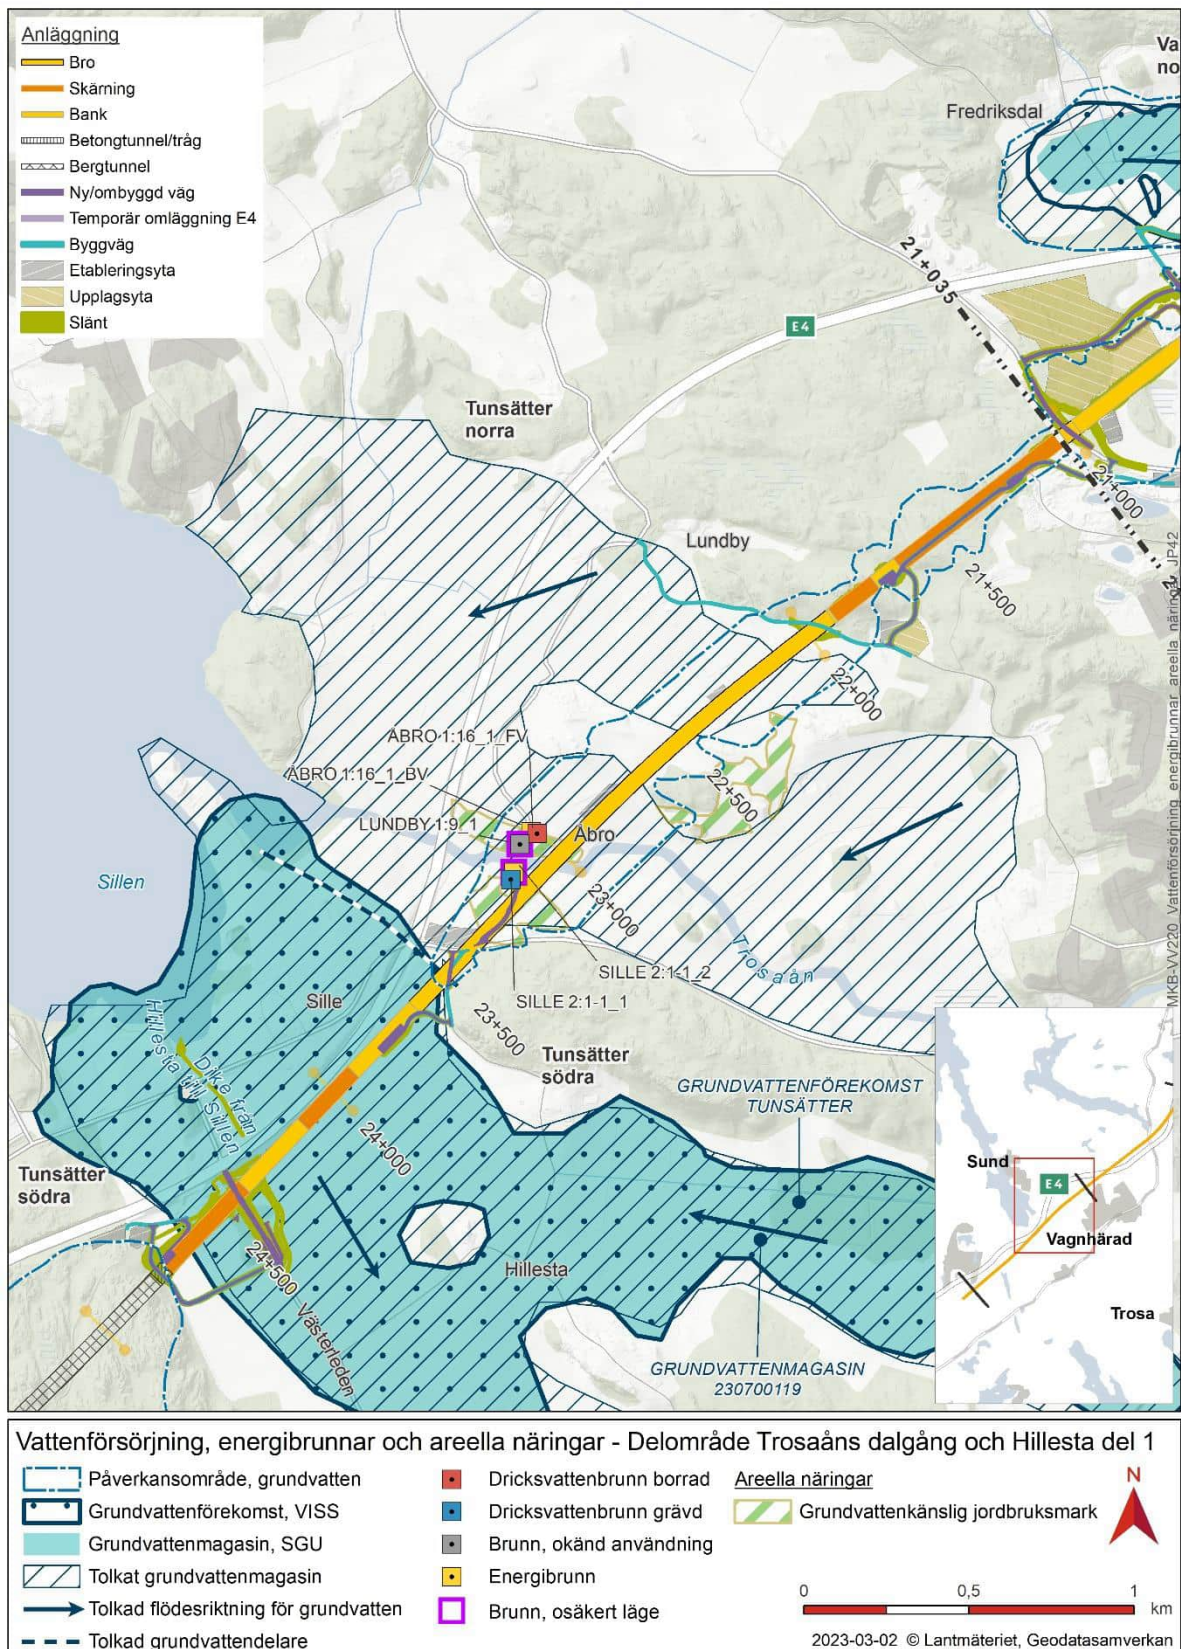 Anläggning
Bro
Skärning
Bank
Betongtunnel/tråg
Bergtunnel
Ny/ombyggd väg
Temporär omläggning E4
Byggväg
Etableringsyta
Upplagsyta
Slänt
Va
no
Fredriksdal
21+035
E4
Tunsätter
norra
21+000
Lundby
21+500
22+000
ÅBRO 1:16_1_FV
ÅBRO 1:16_1_BV
22+500
LUNDBY 1:9_1
Åbro
Sillen
23+000
Trosaån
SILLE 2:1-1_2
SILLE 2:1-1_1
Sille
23+500
Tunsätter
södra
Dike från
Hillesta till Sillen
GRUNDVATTENFÖREKOMST
TUNSÄTTER
24+000
Tunsätter
södra
24+500
Hillesta
Västerleden
GRUNDVATTENMAGASIN
230700119
MKB-VV220_Vattenförsörjning_energibrunnar_areella_näringar_JP42
Sund
E4
Vagnhärad
Trosa
Vattenförsörjning, energibrunnar och areella näringar - Delområde Trosaåns dalgång och Hillesta del 1
Påverkansområde, grundvatten
Grundvattenförekomst, VISS
Grundvattenmagasin, SGU
Tolkat grundvattenmagasin
Tolkad flödesriktning för grundvatten
Tolkad grundvattendelare
Dricksvattenbrunn borrad
Dricksvattenbrunn grävd
Brunn, okänd användning
Energibrunn
Brunn, osäkert läge
Areella näringar
Grundvattenkänslig jordbruksmark
N
0 0,5 1
km
2023-03-02 © Lantmäteriet, Geodatasamverkan